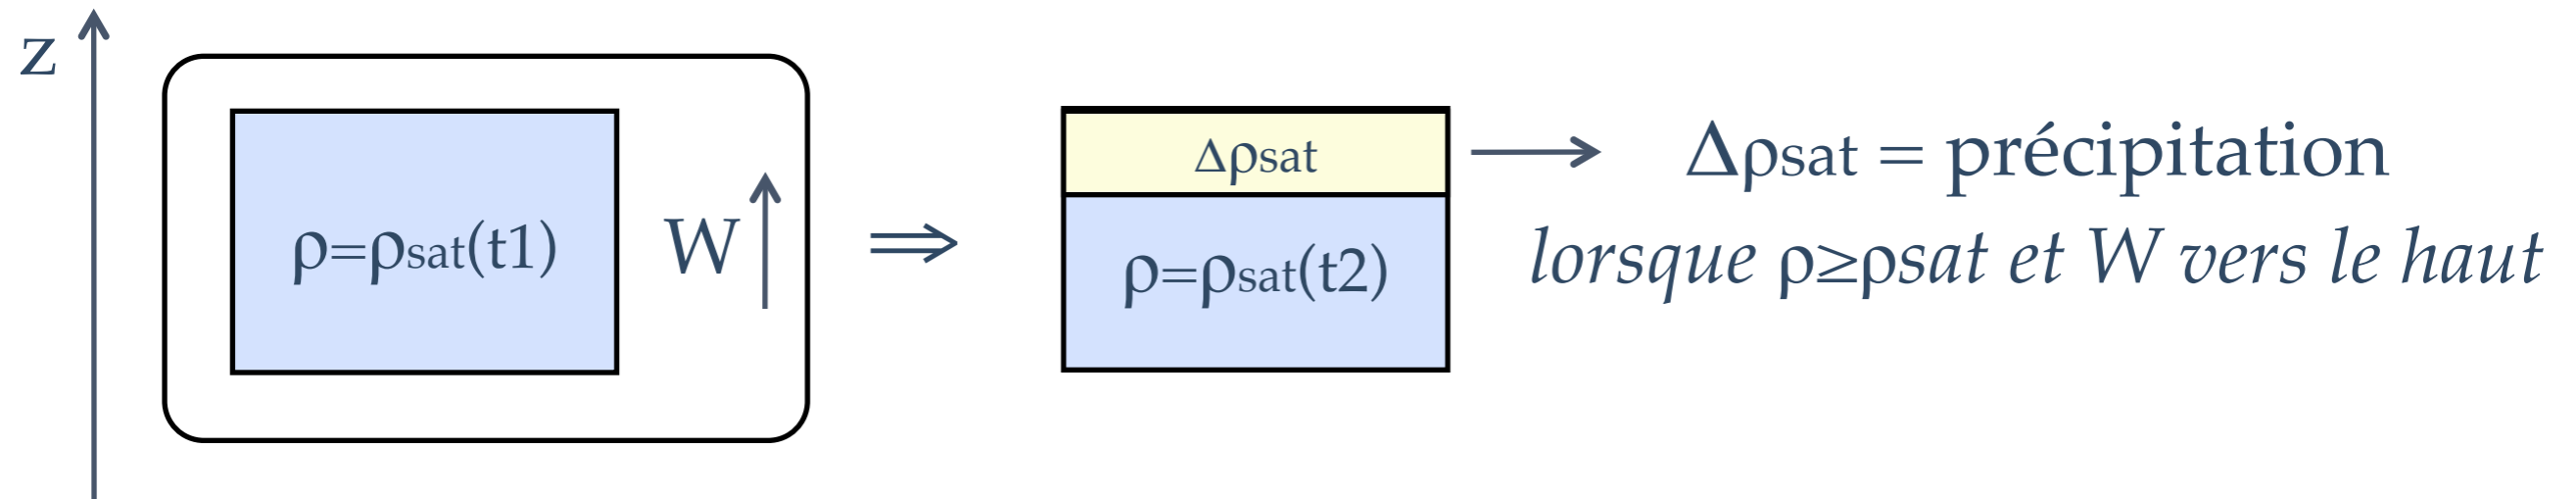 z
ρ=ρsat(t1)
W
⇒
Δρsat
ρ=ρsat(t2)
Δρsat = précipitation
lorsque ρ≥ρsat et W vers le haut